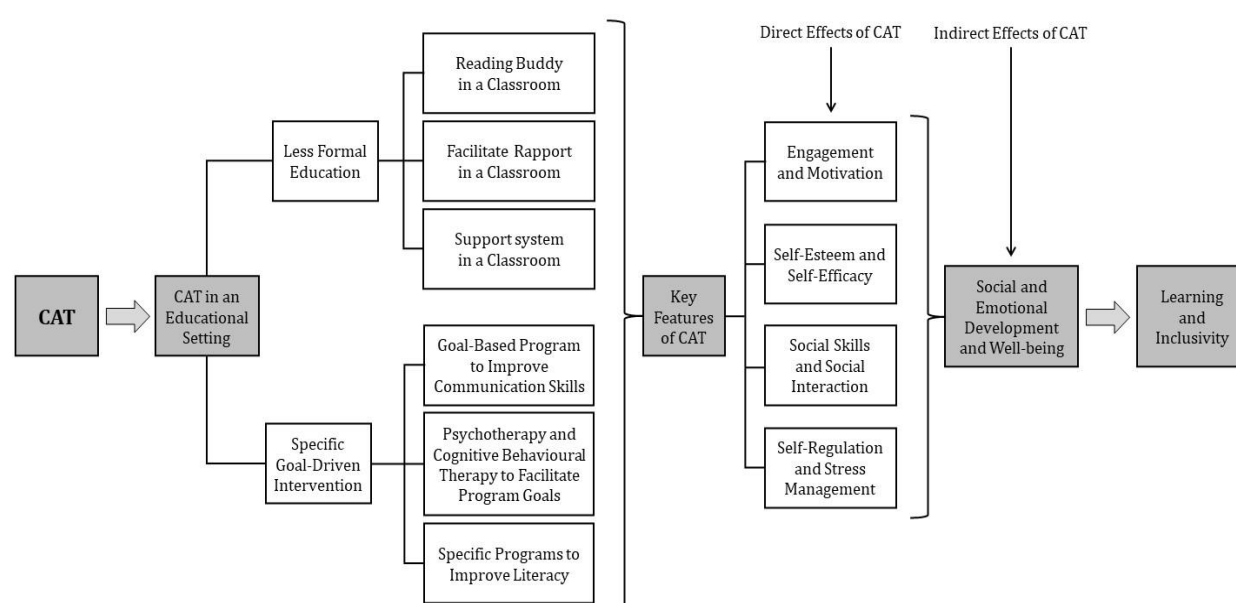 Direct Effects of CAT
Indirect Effects of CAT
CAT
CAT in an
Educational
Setting
Less Formal
Education
Specific
Goal-Driven
Intervention
Reading Buddy
in a Classroom
Facilitate Rapport
in a Classroom
Support system
in a Classroom
Goal-Based Program
to Improve
Communication Skills
Psychotherapy and
Cognitive Behavioural
Therapy to Facilitate
Program Goals
Specific Programs to
Improve Literacy
Key
Features
of CAT
Engagement
and Motivation
Self-Esteem and
Self-Efficacy
Social Skills
and Social
Interaction
Self-Regulation
and Stress
Management
Social and
Emotional
Development
and Well-being
Learning
and
Inclusivity